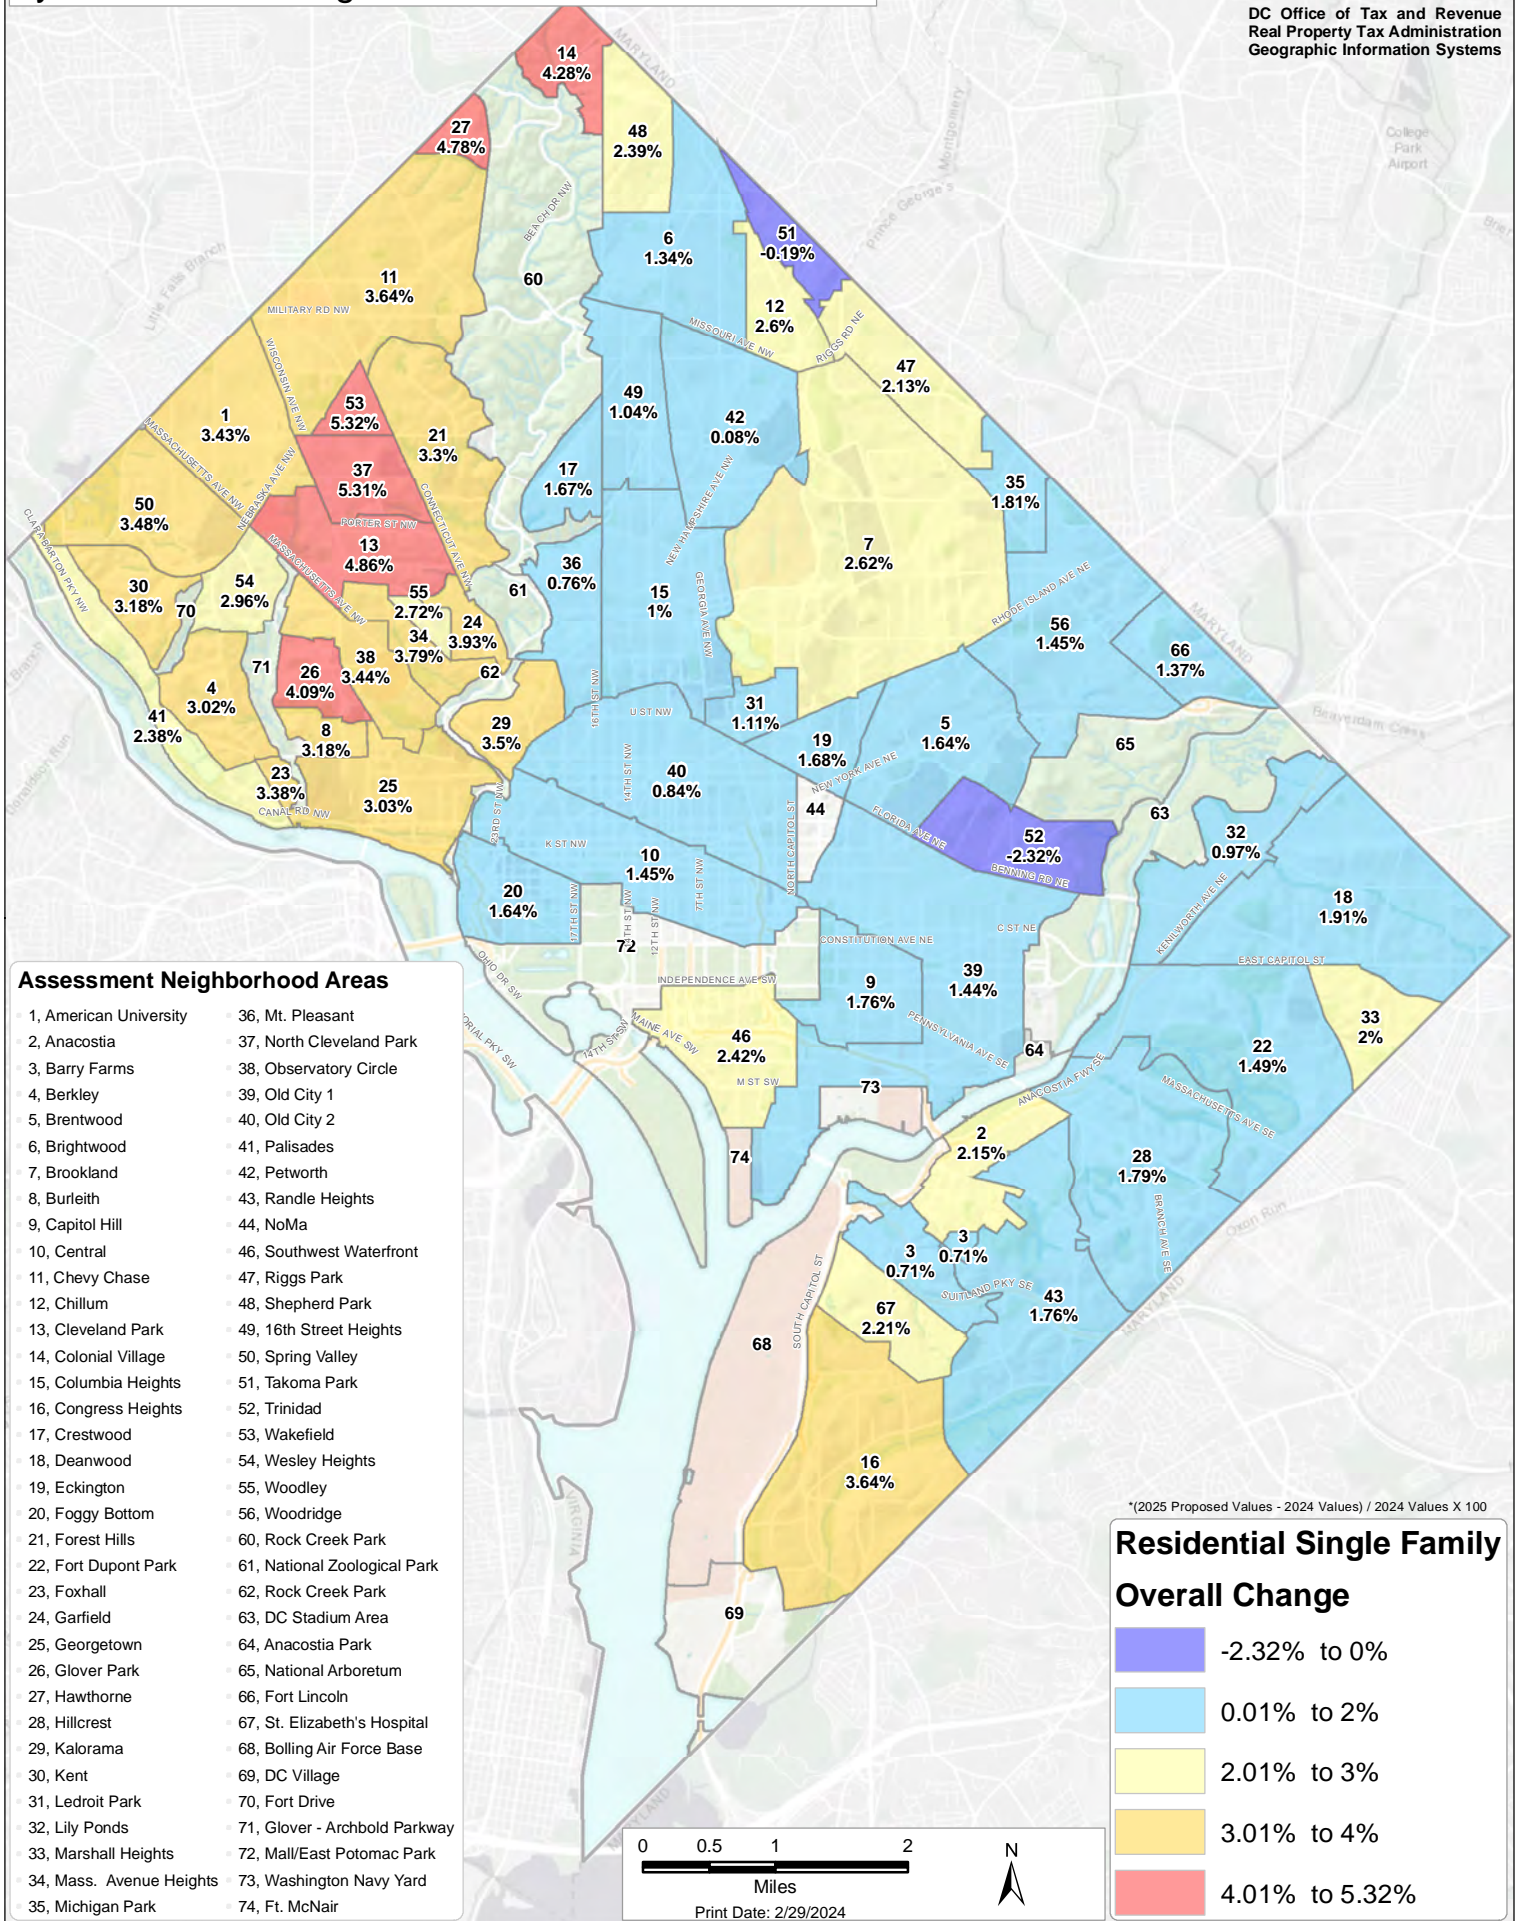 DC Office of Tax and Revenue
Real Property Tax Administration
Geographic Information Systems
14
4.28%
MARYLAND
27
4.78%
48
2.39%
Montgomery
Prince George's
College
Park
Airport
BEACH DR NW
51
-0.19%
6
1.34%
Little Falls Branch
11
3.64%
60
MILITARY RD NW
12
2.6%
MISSOURI AVE NW
RIGGS RD NE
WISCONSIN AVE NW
47
2.13%
49
1.04%
53
5.32%
1
3.43%
42
0.08%
21
3.3%
MASSACHUSETTS AVE NW
NEBRASKA AVE NW
37
5.31%
17
1.67%
35
1.81%
CONNECTICUT AVE NW
NEW HAMPSHIRE AVE NW
50
3.48%
CLARA BARTON PKY NW
PORTER ST NW
13
4.86%
MASSACHUSETTS AVE NW
7
2.62%
36
0.76%
RHODE ISLAND AVE NE
30
3.18%
70
54
2.96%
55
2.72%
61
15
1%
GEORGIA AVE NW
MARYLAND
34
3.79%
24
3.93%
56
1.45%
66
1.37%
71
26
4.09%
38
3.44%
62
16TH ST NW
4
3.02%
31
1.11%
U ST NW
41
2.38%
8
3.18%
29
3.5%
19
1.68%
5
1.64%
65
Beaverdam Creek
Donaldson Run
23
3.38%
25
3.03%
14TH ST NW
40
0.84%
NEW YORK AVE NE
44
CANAL RD NW
23RD ST NW
NORTH CAPITOL ST
FLORIDA AVE NE
63
52
-2.32%
32
0.97%
K ST NW
10
1.45%
7TH ST NW
BENNING RD NE
20
1.64%
17TH ST NW
12TH ST NW
18
1.91%
KENILWORTH AVE NE
C ST NE
72
CONSTITUTION AVE NE
EAST CAPITOL ST
OHIO DR SW
INDEPENDENCE AVE SW
9
1.76%
39
1.44%
33
2%
MAINE AVE SW
14TH ST SW
46
2.42%
PENNSYLVANIA AVE SE
64
22
1.49%
M ST SW
73
ANACOSTIA FWY SE
MASSACHUSETTS AVE SE
2
2.15%
74
28
1.79%
BRANCH AVE SE
Oxon Run
3
0.71%
3
0.71%
SUITLAND PKY SE
43
1.76%
MARYLAND
67
2.21%
SOUTH CAPITOL ST
68
16
3.64%
VIRGINIA
69
MARYLAND
Assessment Neighborhood Areas
1, American University
2, Anacostia
3, Barry Farms
4, Berkley
5, Brentwood
6, Brightwood
7, Brookland
8, Burleith
9, Capitol Hill
10, Central
11, Chevy Chase
12, Chillum
13, Cleveland Park
14, Colonial Village
15, Columbia Heights
16, Congress Heights
17, Crestwood
18, Deanwood
19, Eckington
20, Foggy Bottom
21, Forest Hills
22, Fort Dupont Park
23, Foxhall
24, Garfield
25, Georgetown
26, Glover Park
27, Hawthorne
28, Hillcrest
29, Kalorama
30, Kent
31, Ledroit Park
32, Lily Ponds
33, Marshall Heights
34, Mass. Avenue Heights
35, Michigan Park
36, Mt. Pleasant
37, North Cleveland Park
38, Observatory Circle
39, Old City 1
40, Old City 2
41, Palisades
42, Petworth
43, Randle Heights
44, NoMa
46, Southwest Waterfront
47, Riggs Park
48, Shepherd Park
49, 16th Street Heights
50, Spring Valley
51, Takoma Park
52, Trinidad
53, Wakefield
54, Wesley Heights
55, Woodley
56, Woodridge
60, Rock Creek Park
61, National Zoological Park
62, Rock Creek Park
63, DC Stadium Area
64, Anacostia Park
65, National Arboretum
66, Fort Lincoln
67, St. Elizabeth's Hospital
68, Bolling Air Force Base
69, DC Village
70, Fort Drive
71, Glover - Archbold Parkway
72, Mall/East Potomac Park
73, Washington Navy Yard
74, Ft. McNair
0 0.5 1 2
Miles
Print Date: 2/29/2024
N
*(2025 Proposed Values - 2024 Values) / 2024 Values X 100
Residential Single Family
Overall Change
-2.32% to 0%
0.01% to 2%
2.01% to 3%
3.01% to 4%
4.01% to 5.32%